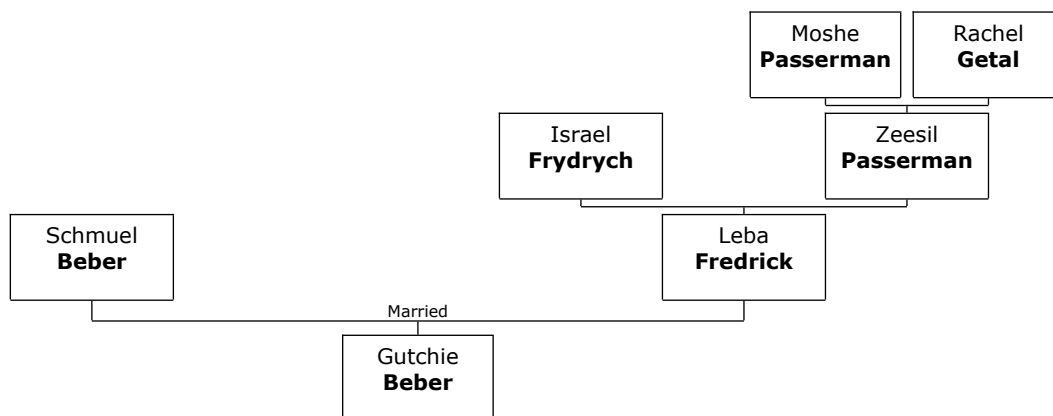 Moshe
Passerman
Rachel
Getal
Israel
Frydrych
Zeesil
Passerman
Schmuel
Beber
Leba
Fredrick
Married
Gutchie
Beber